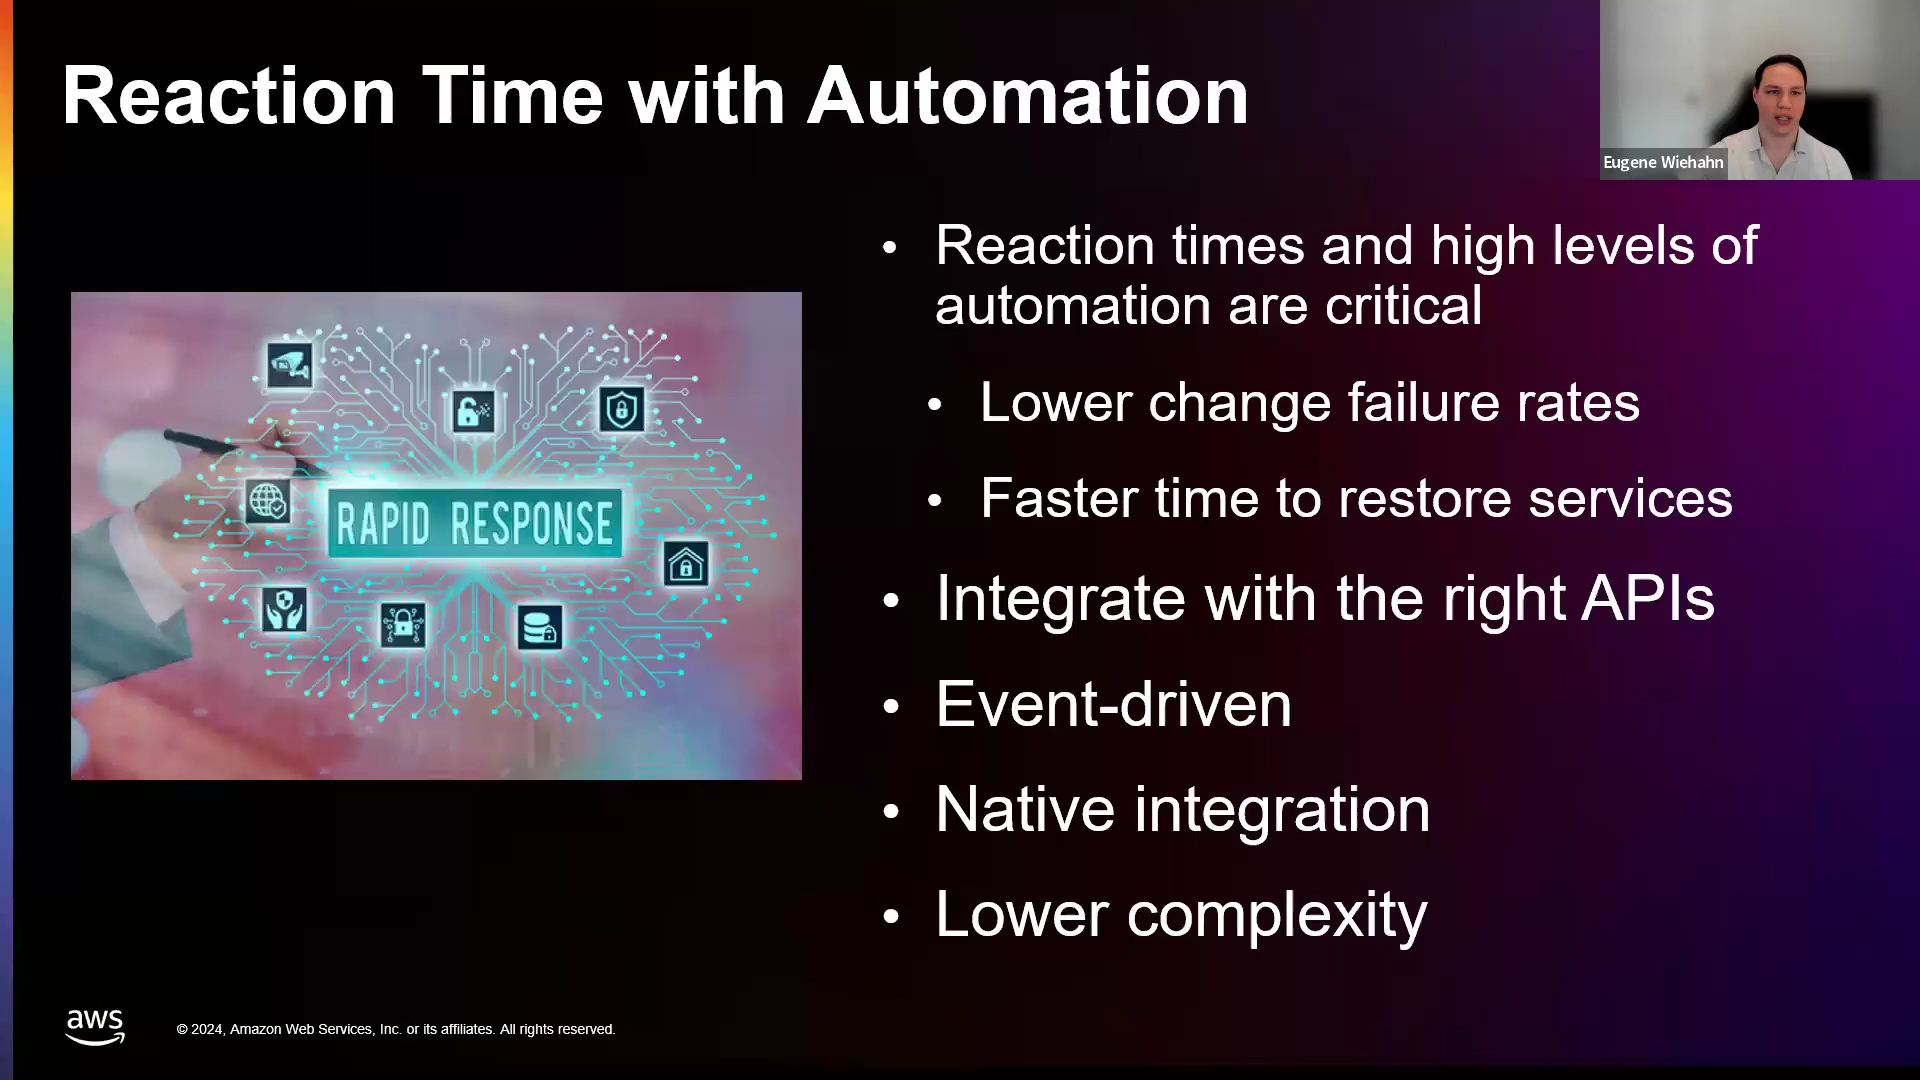 Reaction Time with Automation
Eugene Wiehahn
• Reaction times and high levels of
automation are critical
• Lower change failure rates
• Faster time to restore services
• Integrate with the right APIs
• Event-driven
• Native integration
• Lower complexity
RAPID RESPONSE
aws
© 2024, Amazon Web Services, Inc. or its affiliates. All rights reserved.